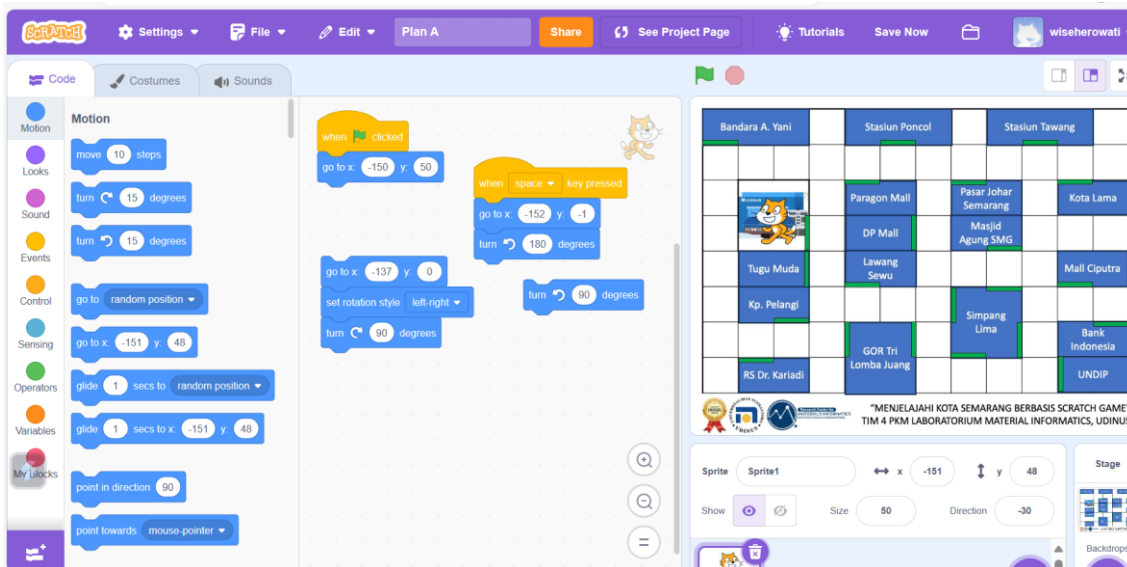 SCRATCH
Settings
File
Edit
Plan A
Share
See Project Page
Tutorials
Save Now
wiseherowati
Code
Costumes
Sounds
Motion
Looks
Sound
Events
Control
Sensing
Operators
Variables
My Blocks
Motion
move 10 steps
turn 15 degrees
turn 15 degrees
go to random position
go to x: -151 y: 48
glide 1 secs to random position
glide 1 secs to x: -151 y: 48
point in direction 90
point towards mouse-pointer
when clicked
go to x: -150 y: 50
when space key pressed
go to x: -152 y: -1
turn 180 degrees
go to x: -137 y: 0
set rotation style left-right
turn 90 degrees
turn 90 degrees
Bandara A. Yani
Stasiun Poncol
Stasiun Tawang
Paragon Mall
Pasar Johar
Semarang
Kota Lama
DP Mall
Masjid
Agung SMG
Tugu Muda
Lawang
Sewu
Mall Ciputra
Kp. Pelangi
Simpang
Lima
GOR Tri
Lomba Juang
Bank
Indonesia
RS Dr. Kariadi
UNDIP
UDINUS
"MENJELAJAHI KOTA SEMARANG BERBASIS SCRATCH GAME"
TIM 4 PKM LABORATORIUM MATERIAL INFORMATICS, UDINUS
Sprite Sprite1 x -151 y 48
Show Size 50 Direction -30
Stage
Backdrops